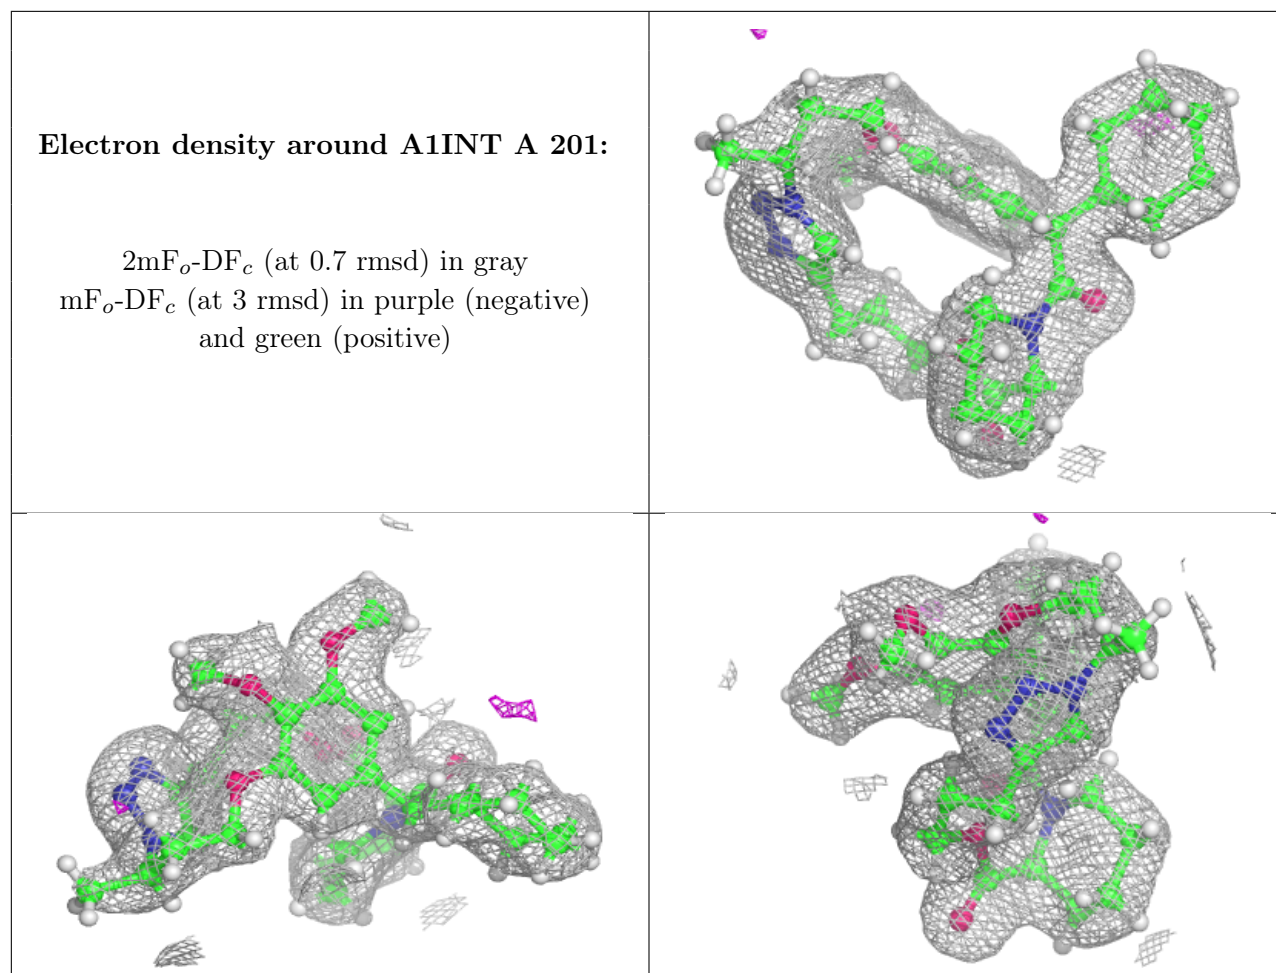 Electron density around A1INT A 201:
2mFo-DFc (at 0.7 rmsd) in gray
mFo-DFc (at 3 rmsd) in purple (negative)
and green (positive)